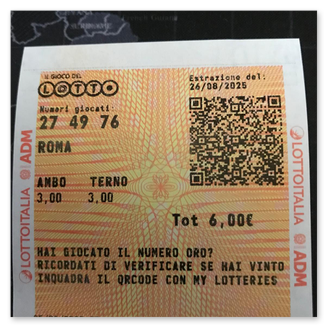 IL GIOCO DEL
LOTTO
Estrazione del:
26/08/2025
Numeri giocati:
27 49 76
ROMA
AMBO TERNO
3,00 3,00
Tot 6,00€
HAI GIOCATO IL NUMERO ORO?
RICORDATI DI VERIFICARE SE HAI VINTO
INQUADRA IL QRCODE CON MY LOTTERIES
LOTTOITALIA ADM
LOTTOITALIA ADM